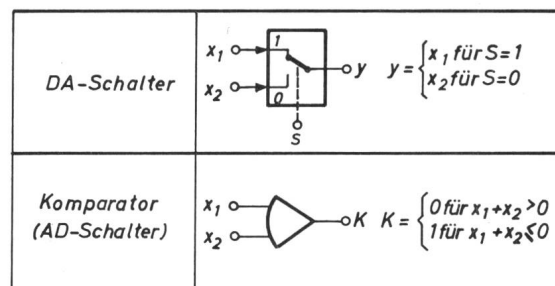 DA-Schalter
x₁ 1
x₂ 0
y
S
y = { x₁ für S=1
x₂ für S=0
Komparator
(AD-Schalter)
x₁
x₂
K
K = { 0 für x₁+x₂ >0
1 für x₁+x₂ ≤0